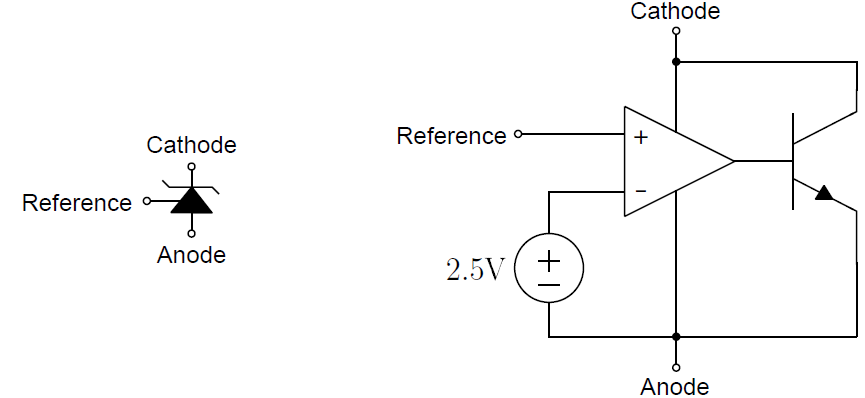 Cathode
Reference
Anode
Cathode
Reference
+
−
2.5V
+
−
Anode